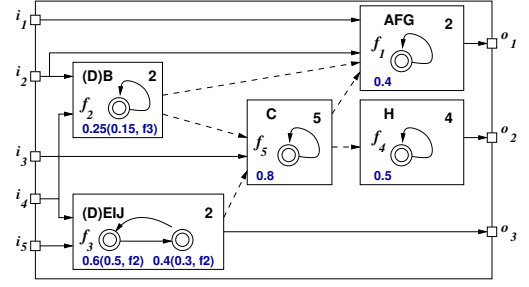 i1
AFG 2
f1
0.4
o1
i2
(D)B 2
f2
0.25(0.15, f3)
C 5
f5
0.8
H 4
f4
0.5
o2
i3
i4
(D)EIJ 2
f3
0.6(0.5, f2) 0.4(0.3, f2)
o3
i5